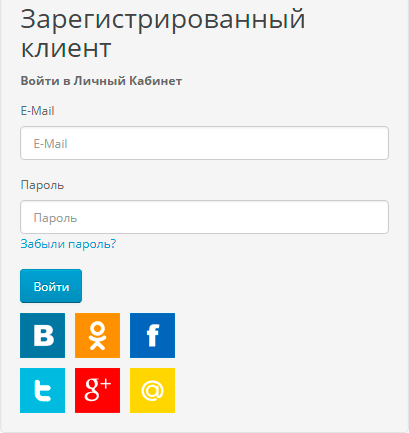 Зарегистрированный
клиент
Войти в Личный Кабинет
E-Mail
E-Mail
Пароль
Пароль
Забыли пароль?
Войти
B f
t g+ @